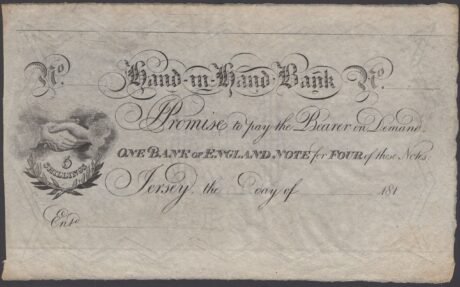 No. Hand-in-Hand Bank No.
I Promise to pay the Bearer on Demand
ONE BANK OF ENGLAND NOTE for FOUR of these Notes.
5
SHILLINGS
Jersey, the day of 181
Entd.